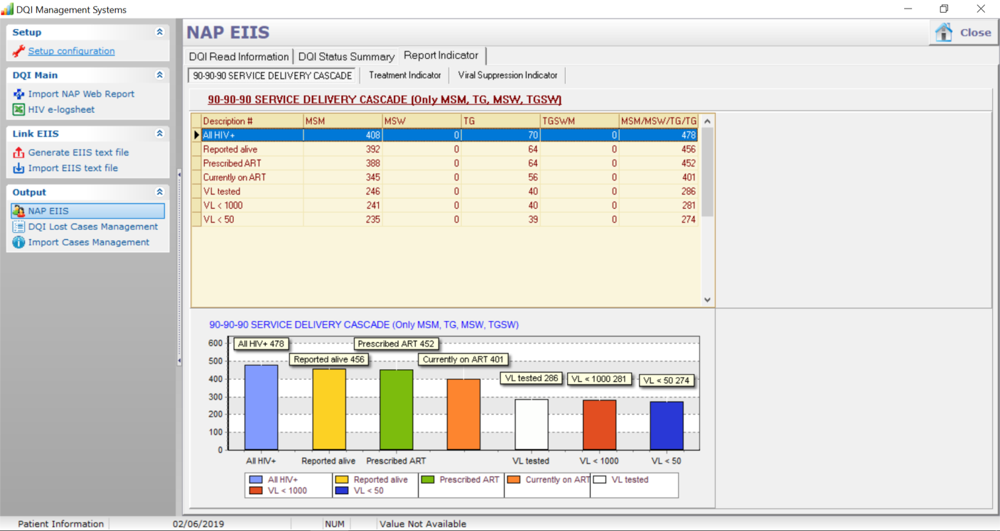 DQI Management Systems
Setup
Setup configuration
DQI Main
Import NAP Web Report
HIV e-logsheet
Link EIIS
Generate EIIS text file
Import EIIS text file
Output
NAP EIIS
DQI Lost Cases Management
Import Cases Management
NAP EIIS
Close
DQI Read Information DQI Status Summary Report Indicator
90-90-90 SERVICE DELIVERY CASCADE Treatment Indicator Viral Suppression Indicator
90-90-90 SERVICE DELIVERY CASCADE (Only MSM, TG, MSW, TGSW)
Description # MSM MSW TG TGSWM MSM/MSW/TG/TG
All HIV+ 408 0 70 0 478
Reported alive 392 0 64 0 456
Prescribed ART 388 0 64 0 452
Currently on ART 345 0 56 0 401
VL tested 246 0 40 0 286
VL < 1000 241 0 40 0 281
VL < 50 235 0 39 0 274
90-90-90 SERVICE DELIVERY CASCADE (Only MSM, TG, MSW, TGSW)
600
500
400
300
200
100
0
All HIV+ 478
Reported alive 456
Prescribed ART 452
Currently on ART 401
VL tested 286
VL < 1000 281
VL < 50 274
All HIV+ Reported alive Prescribed ART VL tested VL < 1000 VL < 50
All HIV+ Reported alive Prescribed ART Currently on ART VL tested
VL < 1000 VL < 50
Patient Information 02/06/2019 NUM Value Not Available